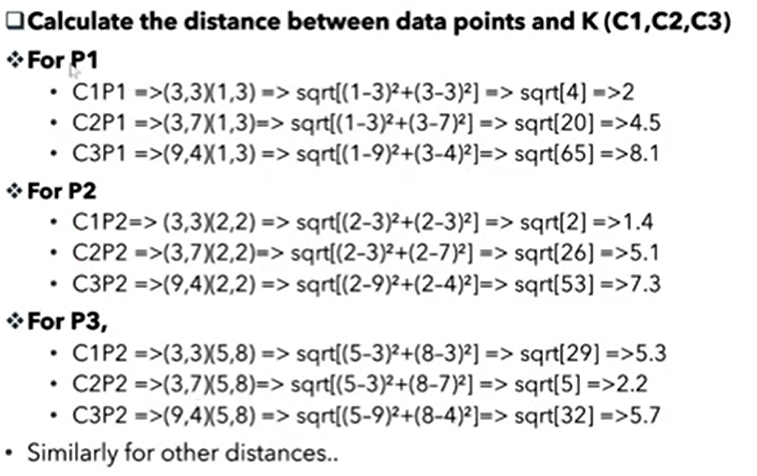 ❑Calculate the distance between data points and K (C1,C2,C3)
❖For P1
• C1P1 =>(3,3)(1,3) => sqrt[(1-3)²+(3-3)²] => sqrt[4] =>2
• C2P1 =>(3,7)(1,3)=> sqrt[(1-3)²+(3-7)²] => sqrt[20] =>4.5
• C3P1 =>(9,4)(1,3) => sqrt[(1-9)²+(3-4)²]=> sqrt[65] =>8.1
❖For P2
• C1P2=> (3,3)(2,2) => sqrt[(2-3)²+(2-3)²] => sqrt[2] =>1.4
• C2P2 =>(3,7)(2,2)=> sqrt[(2-3)²+(2-7)²] => sqrt[26] =>5.1
• C3P2 =>(9,4)(2,2) => sqrt[(2-9)²+(2-4)²]=> sqrt[53] =>7.3
❖For P3,
• C1P2 =>(3,3)(5,8) => sqrt[(5-3)²+(8-3)²] => sqrt[29] =>5.3
• C2P2 =>(3,7)(5,8)=> sqrt[(5-3)²+(8-7)²] => sqrt[5] =>2.2
• C3P2 =>(9,4)(5,8) => sqrt[(5-9)²+(8-4)²]=> sqrt[32] =>5.7
• Similarly for other distances..